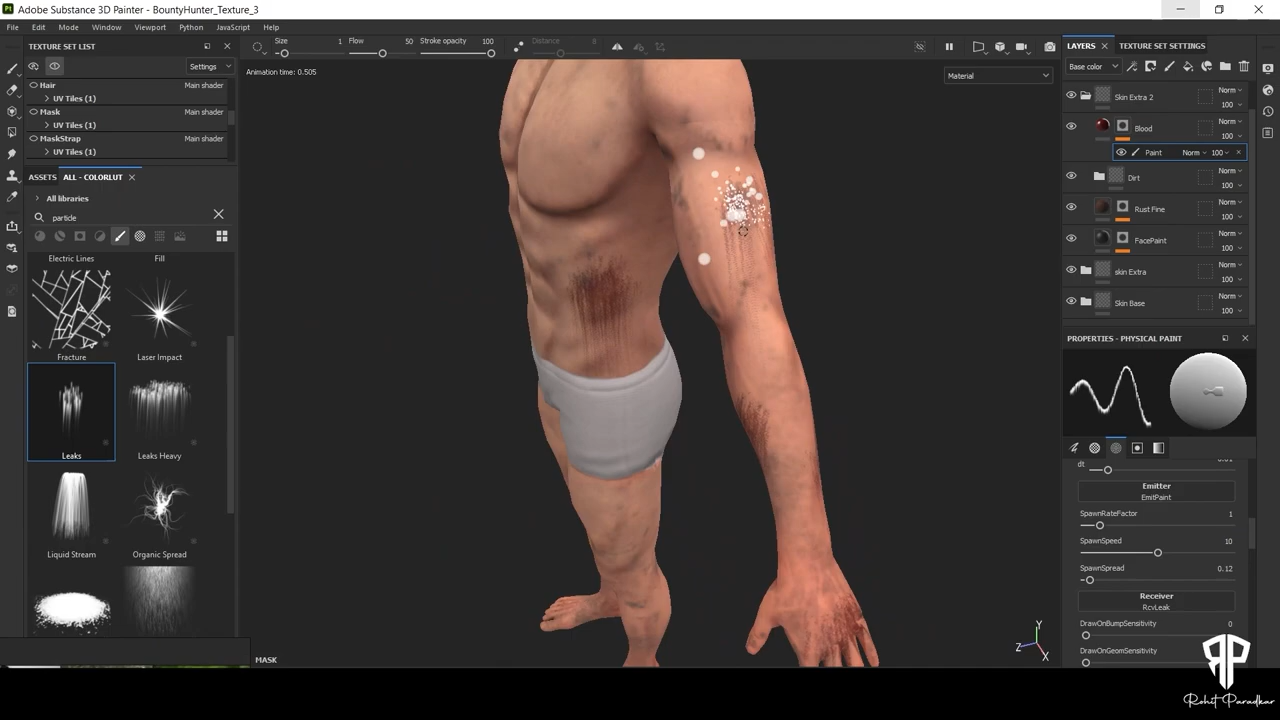 Adobe Substance 3D Painter - BountyHunter_Texture_3
File Edit Mode Window Viewport Python JavaScript Help
TEXTURE SET LIST
Settings
Hair Main shader
UV Tiles (1)
Mask Main shader
UV Tiles (1)
MaskStrap Main shader
UV Tiles (1)
ASSETS ALL - COLORLUT
All libraries
particle
Electric Lines Fill
Fracture Laser Impact
Leaks Leaks Heavy
Liquid Stream Organic Spread
Size 1 Flow 50 Stroke opacity 100 Distance 8
Animation time: 0.505
Material
MASK
Y
Z
X
LAYERS TEXTURE SET SETTINGS
Base color
Skin Extra 2 Norm
100
Blood Norm
100
Paint Norm 100
Dirt Norm
100
Rust Fine Norm
100
FacePaint Norm
100
skin Extra Norm
100
Skin Base Norm
100
PROPERTIES - PHYSICAL PAINT
dt 0.01
Emitter
EmitPaint
SpawnRateFactor 1
SpawnSpeed 10
SpawnSpread 0.12
Receiver
RcvLeak
DrawOnBumpSensitivity 0
DrawOnGeomSensitivity
RP
Rohit Paradkar